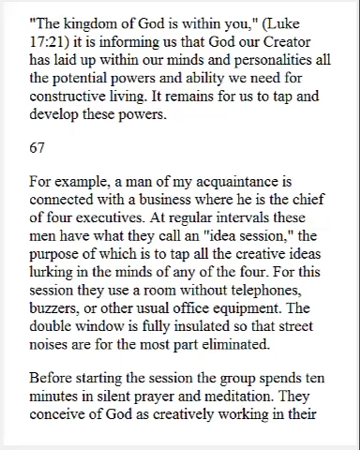 "The kingdom of God is within you," (Luke
17:21) it is informing us that God our Creator
has laid up within our minds and personalities all
the potential powers and ability we need for
constructive living. It remains for us to tap and
develop these powers.
67
For example, a man of my acquaintance is
connected with a business where he is the chief
of four executives. At regular intervals these
men have what they call an "idea session," the
purpose of which is to tap all the creative ideas
lurking in the minds of any of the four. For this
session they use a room without telephones,
buzzers, or other usual office equipment. The
double window is fully insulated so that street
noises are for the most part eliminated.
Before starting the session the group spends ten
minutes in silent prayer and meditation. They
conceive of God as creatively working in their